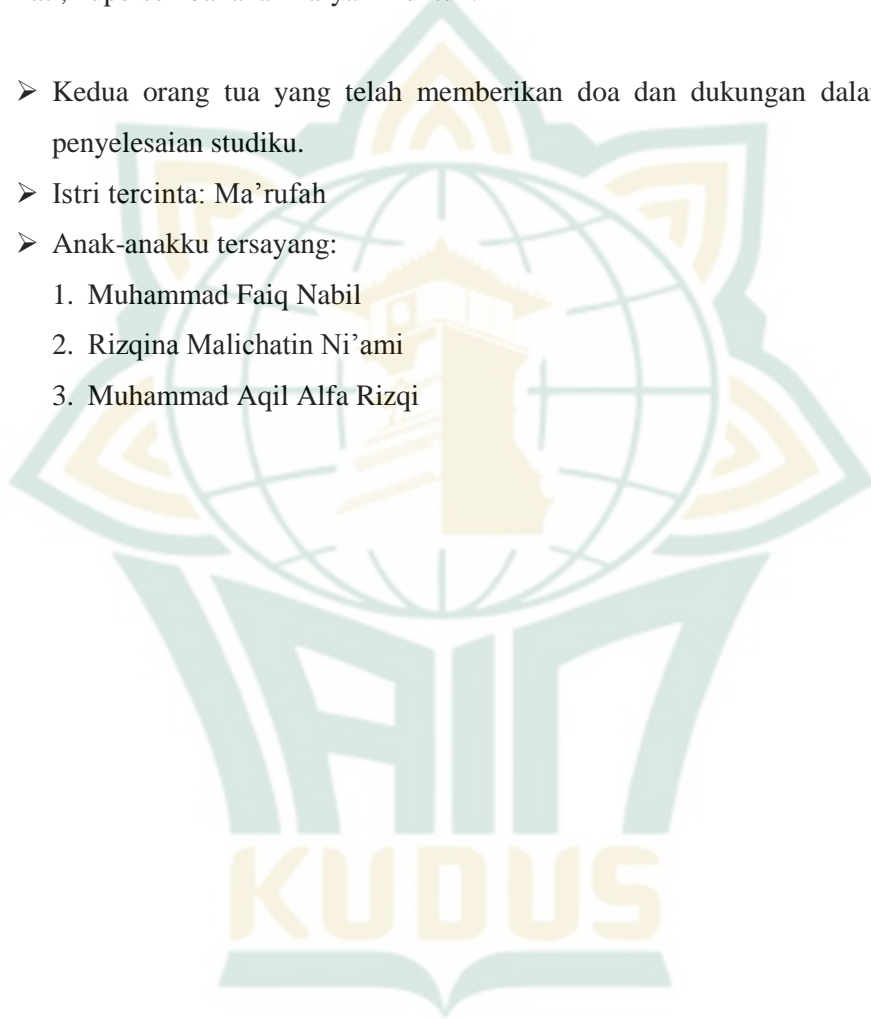 ➢ Kedua orang tua yang telah memberikan doa dan dukungan
penyelesaian studiku.
➢ Istri tercinta: Ma’rufah
➢ Anak-anakku tersayang:
1. Muhammad Faiq Nabil
2. Rizqina Malichatin Ni’ami
3. Muhammad Aqil Alfa Rizqi
IAIN
KUDUS